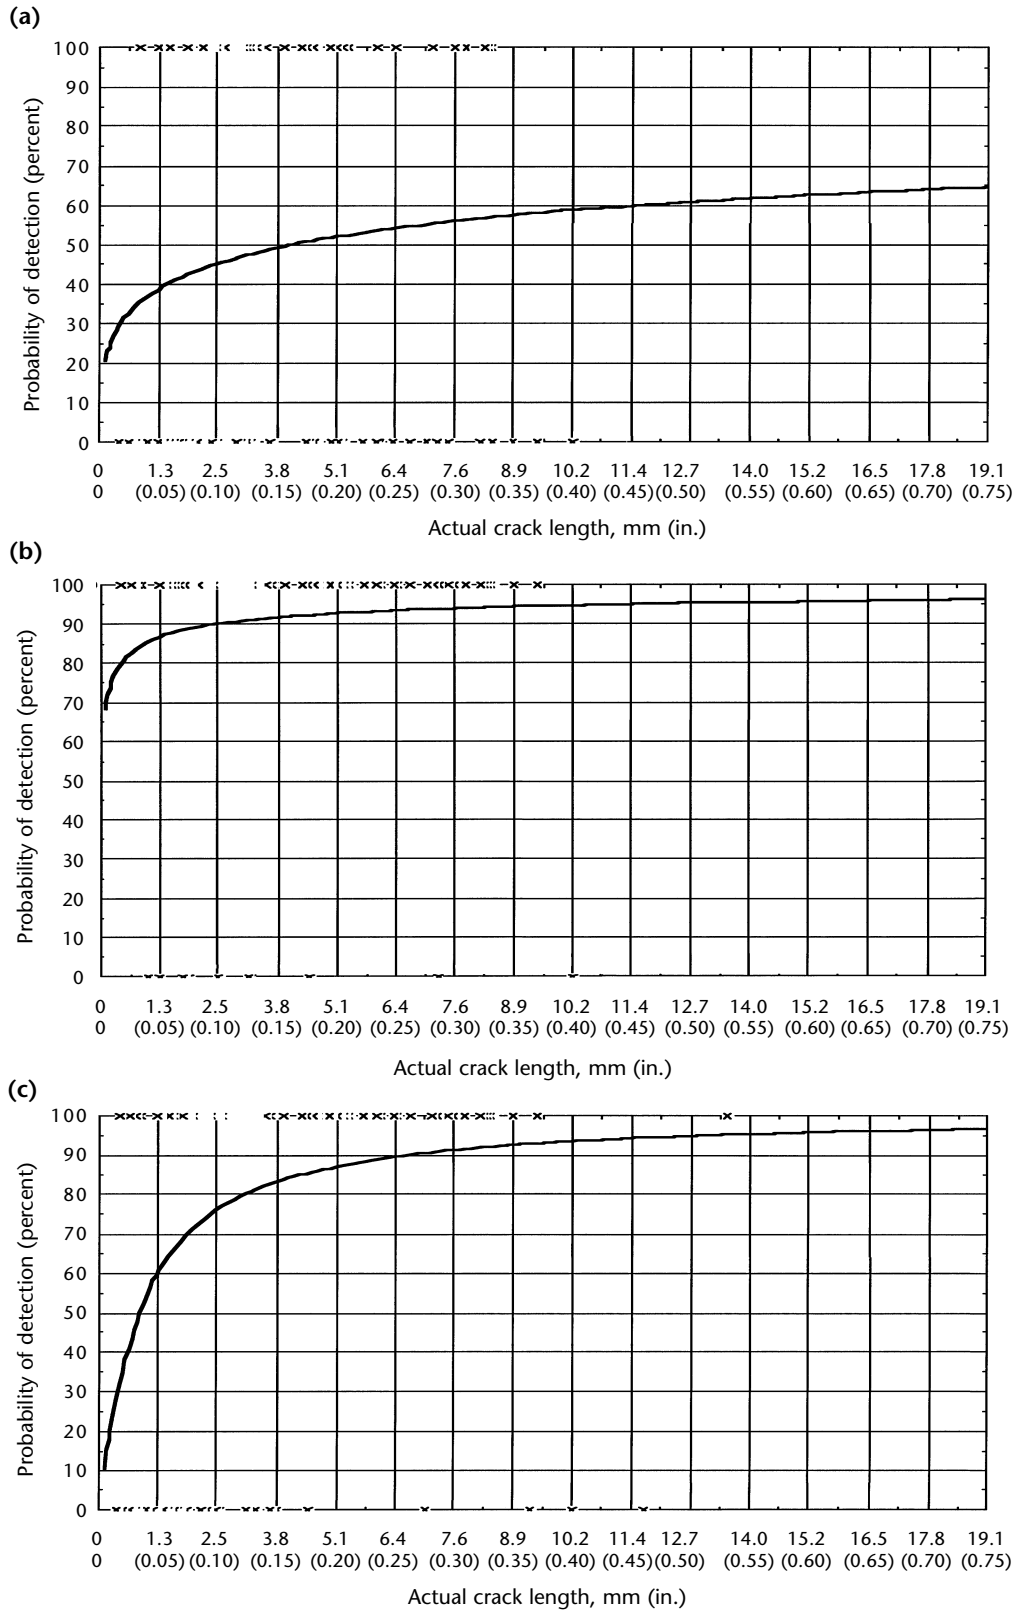 (a)
100
90
80
70
60
50
40
30
20
10
0
Probability of detection (percent)
0 1.3 2.5 3.8 5.1 6.4 7.6 8.9 10.2 11.4 12.7 14.0 15.2 16.5 17.8 19.1
0 (0.05) (0.10) (0.15) (0.20) (0.25) (0.30) (0.35) (0.40) (0.45) (0.50) (0.55) (0.60) (0.65) (0.70) (0.75)
Actual crack length, mm (in.)
(b)
100
90
80
70
60
50
40
30
20
10
0
Probability of detection (percent)
0 1.3 2.5 3.8 5.1 6.4 7.6 8.9 10.2 11.4 12.7 14.0 15.2 16.5 17.8 19.1
0 (0.05) (0.10) (0.15) (0.20) (0.25) (0.30) (0.35) (0.40) (0.45) (0.50) (0.55) (0.60) (0.65) (0.70) (0.75)
Actual crack length, mm (in.)
(c)
100
90
80
70
60
50
40
30
20
10
0
Probability of detection (percent)
0 1.3 2.5 3.8 5.1 6.4 7.6 8.9 10.2 11.4 12.7 14.0 15.2 16.5 17.8 19.1
0 (0.05) (0.10) (0.15) (0.20) (0.25) (0.30) (0.35) (0.40) (0.45) (0.50) (0.55) (0.60) (0.65) (0.70) (0.75)
Actual crack length, mm (in.)